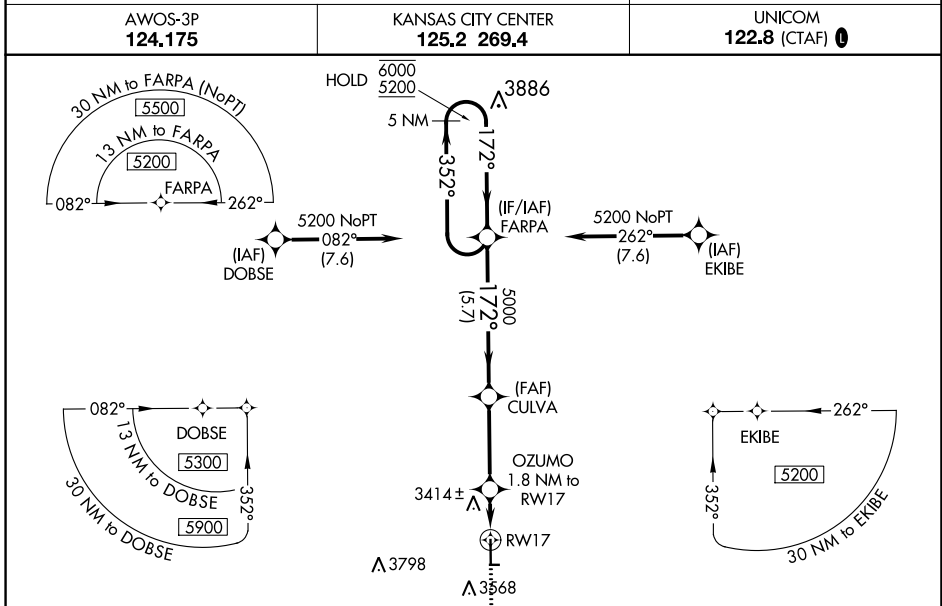 AWOS-3P
124.175
KANSAS CITY CENTER
125.2 269.4
UNICOM
122.8 (CTAF) L
30 NM to FARPA (NoPT)
5500
13 NM to FARPA
5200
FARPA
082°
262°
HOLD
6000
5200
5 NM
3886
352°
172°
(IF/IAF)
FARPA
5200 NoPT
082°
(7.6)
(IAF)
DOBSE
5200 NoPT
262°
(7.6)
(IAF)
EKIBE
5000
172°
(5.7)
(FAF)
CULVA
OZUMO
1.8 NM to
RW17
3414±
RW17
3798
3568
082°
DOBSE
13 NM to DOBSE
5300
30 NM to DOBSE
5900
352°
262°
EKIBE
5200
352°
30 NM to EKIBE